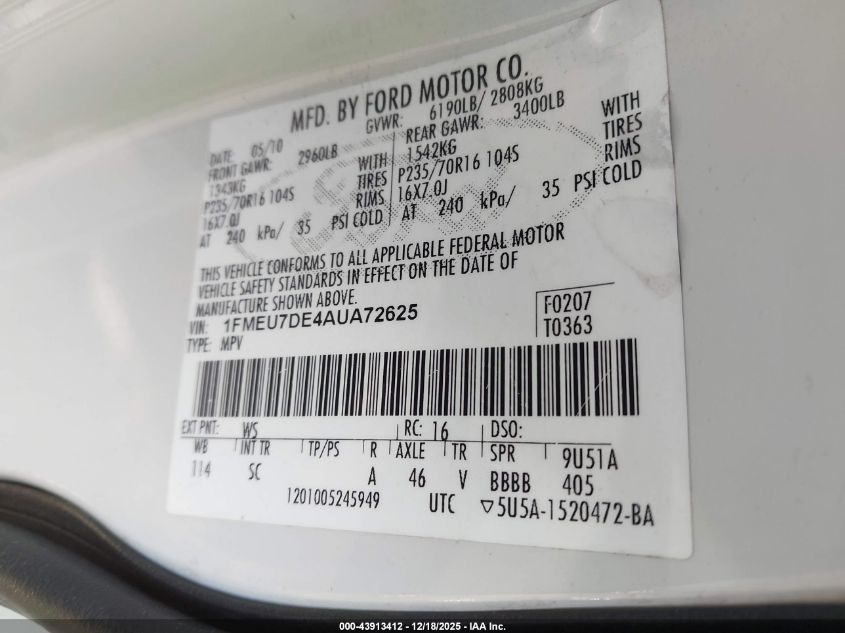 MFD. BY FORD MOTOR CO.
DATE: 05/10 GVWR: 6190LB/ 2808KG
FRONT GAWR: 2960LB REAR GAWR: 3400LB
1343KG WITH 1542KG WITH
P235/70R16 104S TIRES P235/70R16 104S TIRES
16X7.0J RIMS 16X7.0J RIMS
AT 240 kPa/ 35 PSI COLD AT 240 kPa/ 35 PSI COLD
THIS VEHICLE CONFORMS TO ALL APPLICABLE FEDERAL MOTOR
VEHICLE SAFETY STANDARDS IN EFFECT ON THE DATE OF
MANUFACTURE SHOWN ABOVE.
VIN: 1FMEU7DE4AUA72625 F0207
TYPE: MPV T0363
EXT PNT: WS RC: 16 DSO:
WB INT TR TP/PS R AXLE TR SPR 9U51A
114 SC A 46 V BBBB 405
1201005245949 UTC ▽5U5A-1520472-BA
000-43913412 - 12/18/2025 - IAA Inc.